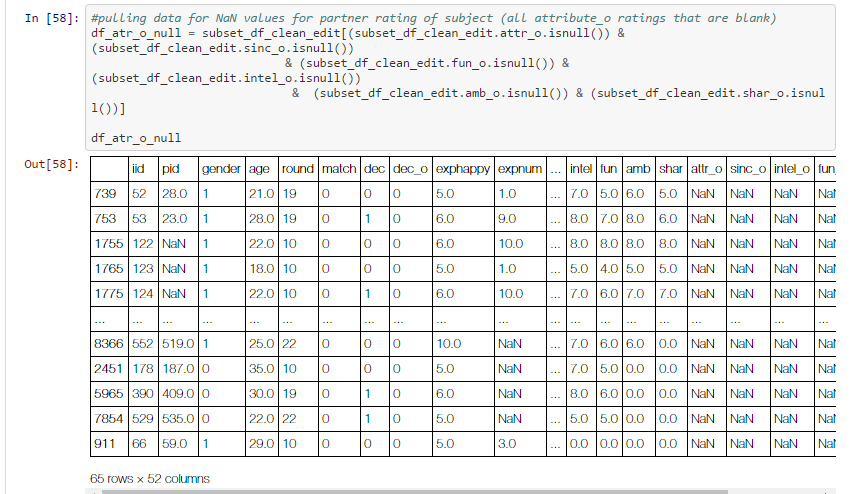 In [58]: #pulling data for NaN values for partner rating of subject (all attribute_o ratings that are blank)
df_atr_o_null = subset_df_clean_edit[(subset_df_clean_edit.attr_o.isnull()) &
(subset_df_clean_edit.sinc_o.isnull())
& (subset_df_clean_edit.fun_o.isnull()) &
(subset_df_clean_edit.intel_o.isnull())
& (subset_df_clean_edit.amb_o.isnull()) & (subset_df_clean_edit.shar_o.isnul
l())]
df_atr_o_null
Out[58]:
iid pid gender age round match dec dec_o exphappy expnum ... intel fun amb shar attr_o sinc_o intel_o fun
739 52 28.0 1 21.0 19 0 0 0 5.0 1.0 ... 7.0 5.0 6.0 5.0 NaN NaN NaN NaN
753 53 23.0 1 28.0 19 0 1 0 6.0 9.0 ... 8.0 7.0 8.0 6.0 NaN NaN NaN NaN
1755 122 NaN 1 22.0 10 0 0 0 6.0 10.0 ... 8.0 8.0 8.0 8.0 NaN NaN NaN NaN
1765 123 NaN 1 18.0 10 0 0 0 5.0 1.0 ... 5.0 4.0 5.0 5.0 NaN NaN NaN NaN
1775 124 NaN 1 22.0 10 0 1 0 6.0 10.0 ... 7.0 6.0 7.0 7.0 NaN NaN NaN NaN
... ... ... ... ... ... ... ... ... ... ... ... ... ... ... ... ... ... ... ...
8366 552 519.0 1 25.0 22 0 0 0 10.0 NaN ... 7.0 6.0 6.0 0.0 NaN NaN NaN NaN
2451 178 187.0 0 35.0 10 0 0 0 5.0 NaN ... 7.0 5.0 0.0 0.0 NaN NaN NaN NaN
5965 390 409.0 0 30.0 19 0 1 0 6.0 NaN ... 8.0 6.0 0.0 0.0 NaN NaN NaN NaN
7854 529 535.0 0 22.0 22 0 1 0 5.0 NaN ... 5.0 5.0 0.0 0.0 NaN NaN NaN NaN
911 66 59.0 1 29.0 10 0 0 0 5.0 3.0 ... 0.0 0.0 0.0 0.0 NaN NaN NaN NaN
65 rows × 52 columns